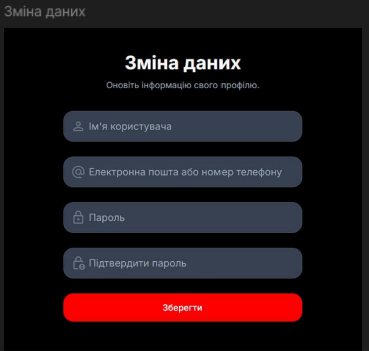 Зміна даних
Зміна даних
Оновіть інформацію свого профілю.
Ім'я користувача
Електронна пошта або номер телефону
Пароль
Підтвердити пароль
Зберегти